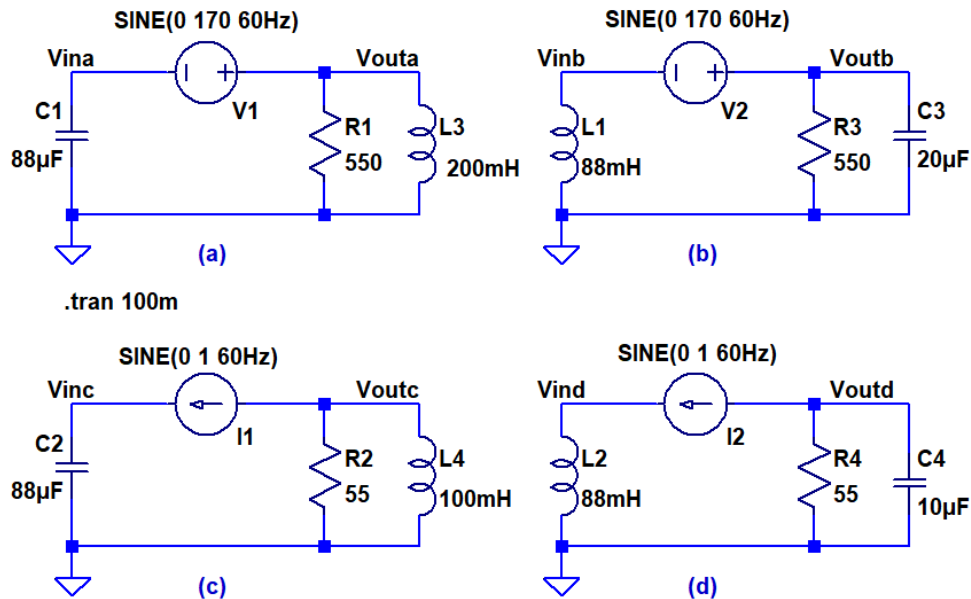 SINE(0 170 60Hz)
Vina
Vouta
C1
88µF
V1
R1
550
L3
200mH
(a)
SINE(0 170 60Hz)
Vinb
Voutb
L1
88mH
V2
R3
550
C3
20µF
(b)
.tran 100m
SINE(0 1 60Hz)
Vinc
Voutc
C2
88µF
I1
R2
55
L4
100mH
(c)
SINE(0 1 60Hz)
Vind
Voutd
L2
88mH
I2
R4
55
C4
10µF
(d)